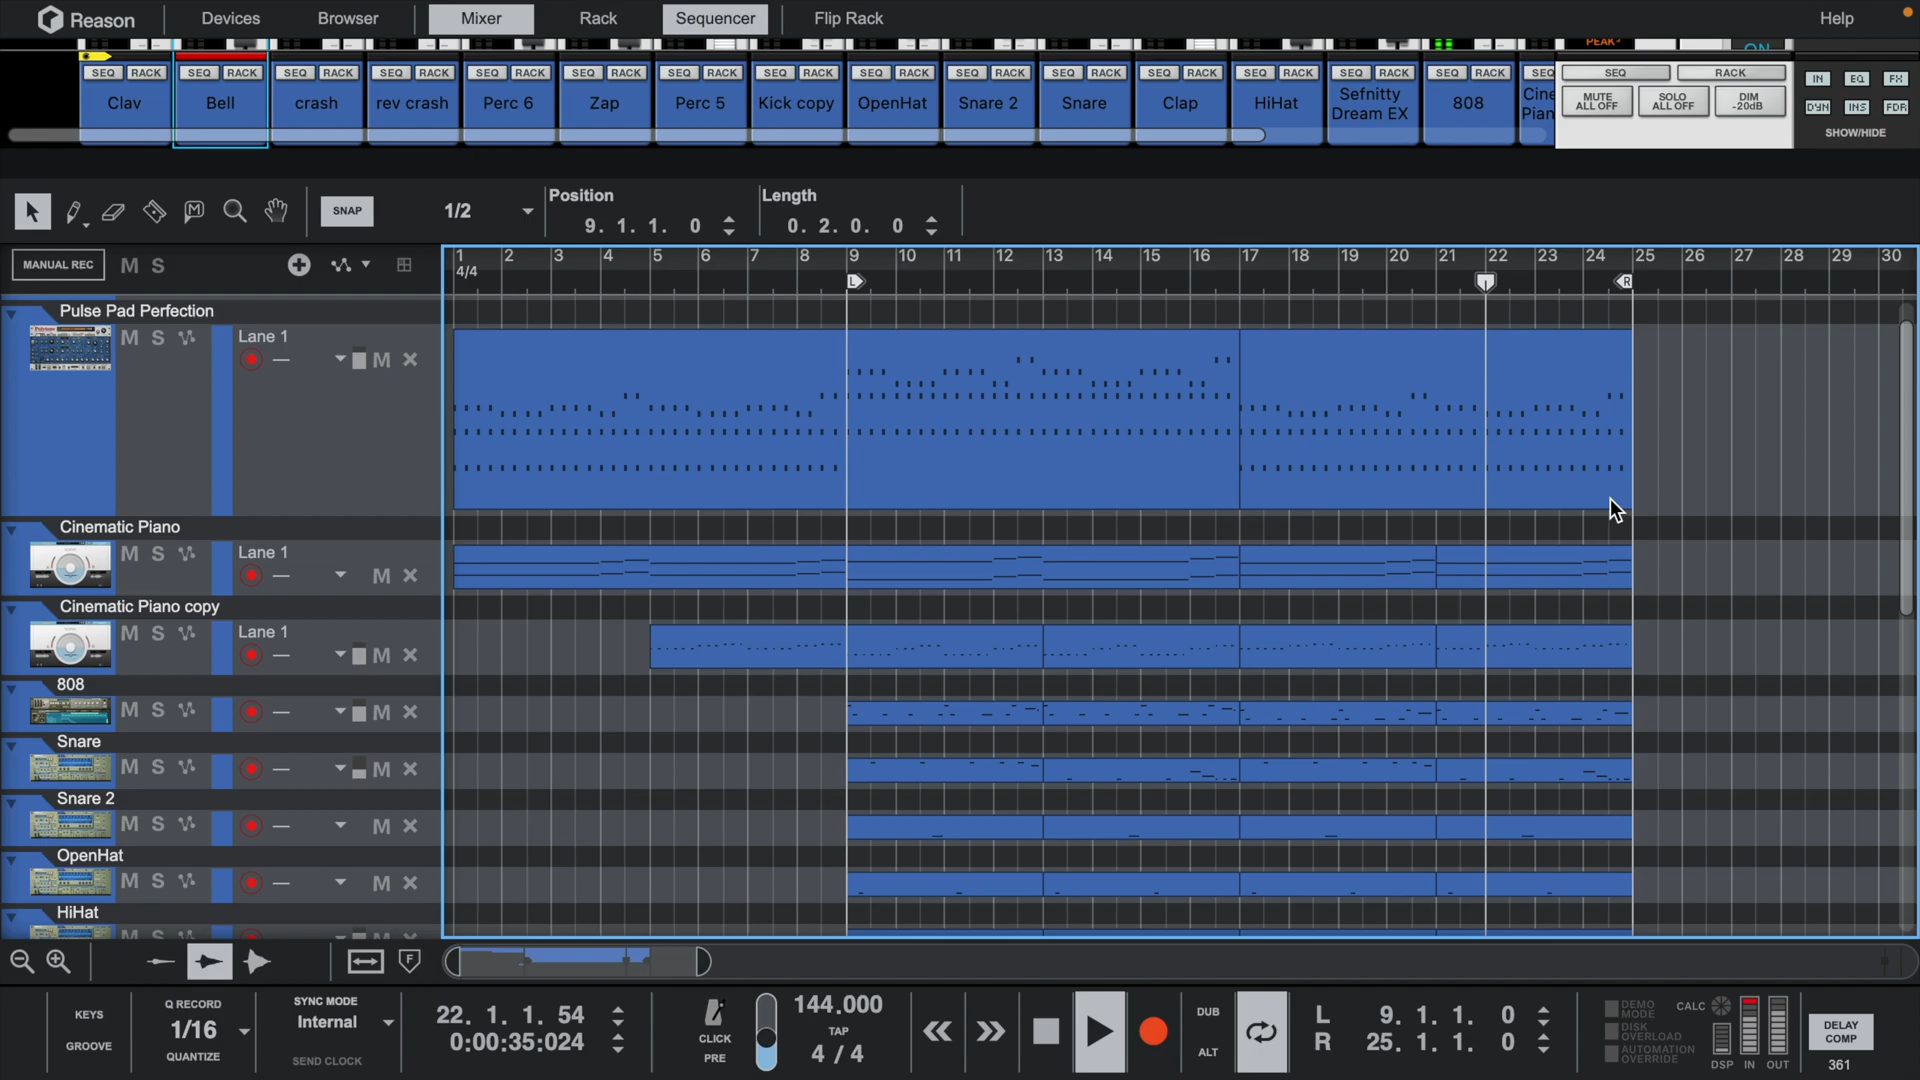 Reason Devices Browser Mixer Rack Sequencer Flip Rack Help
PEAK ON
SEQ RACK SEQ RACK SEQ RACK SEQ RACK SEQ RACK SEQ RACK SEQ RACK SEQ RACK SEQ RACK SEQ RACK SEQ RACK SEQ RACK SEQ RACK SEQ RACK SEQ RACK SEQ SEQ RACK IN EQ FX
Clav Bell crash rev crash Perc 6 Zap Perc 5 Kick copy OpenHat Snare 2 Snare Clap HiHat Sefnitty Dream EX 808 Cine Pian
MUTE ALL OFF SOLO ALL OFF DIM -20dB DYN INS FDR
SHOW/HIDE
SNAP 1/2 Position 9. 1. 1. 0 Length 0. 2. 0. 0
MANUAL REC M S
1 2 3 4 5 6 7 8 9 10 11 12 13 14 15 16 17 18 19 20 21 22 23 24 25 26 27 28 29 30
4/4
L R
Pulse Pad Perfection
M S Lane 1
M
Cinematic Piano
M S Lane 1
M
Cinematic Piano copy
M S Lane 1
M
808
M S M
Snare
M S M
Snare 2
M S M
OpenHat
M S M
HiHat
M S M
F
KEYS
GROOVE
Q RECORD
1/16
QUANTIZE
SYNC MODE
Internal
SEND CLOCK
22. 1. 1. 54
0:00:35:024
CLICK
PRE
144.000
TAP
4 / 4
DUB
ALT
L 9. 1. 1. 0
R 25. 1. 1. 0
DEMO MODE
DISK OVERLOAD
AUTOMATION OVERRIDE
CALC
DSP IN OUT
DELAY COMP
361